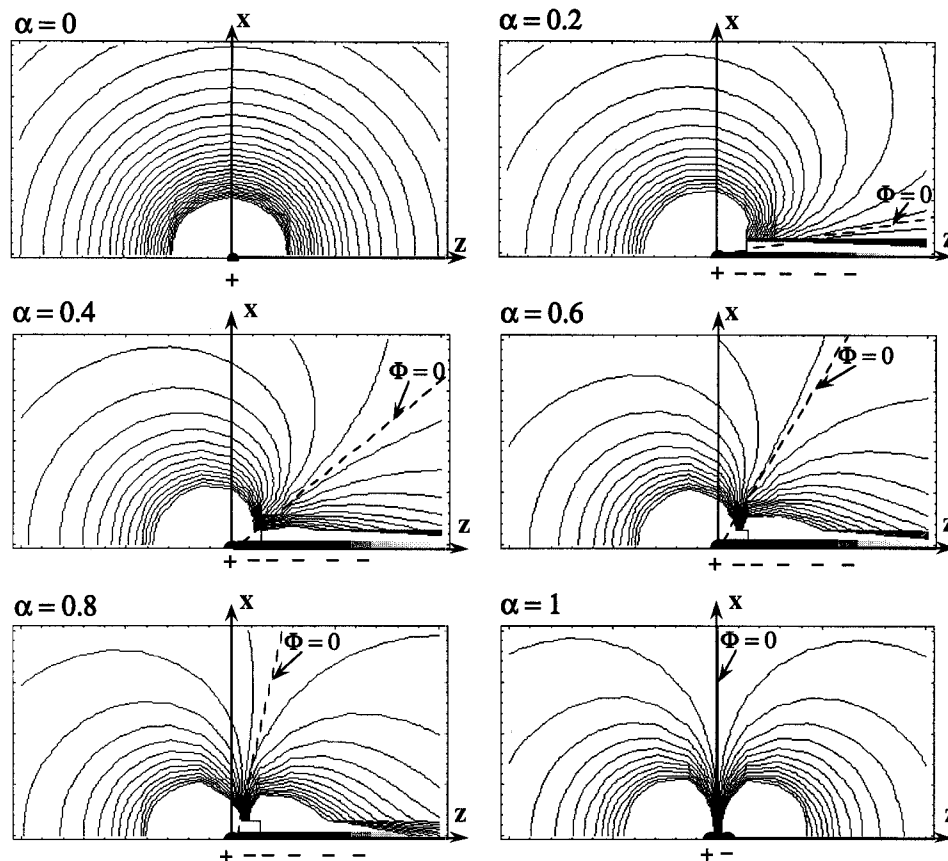 α = 0
x
z
+
α = 0.2
x
Φ = 0
z
+ - - - - -
α = 0.4
x
Φ = 0
z
+ - - - - -
α = 0.6
x
Φ = 0
z
+ - - - - -
α = 0.8
x
Φ = 0
z
+ - - - - -
α = 1
x
Φ = 0
z
+ -